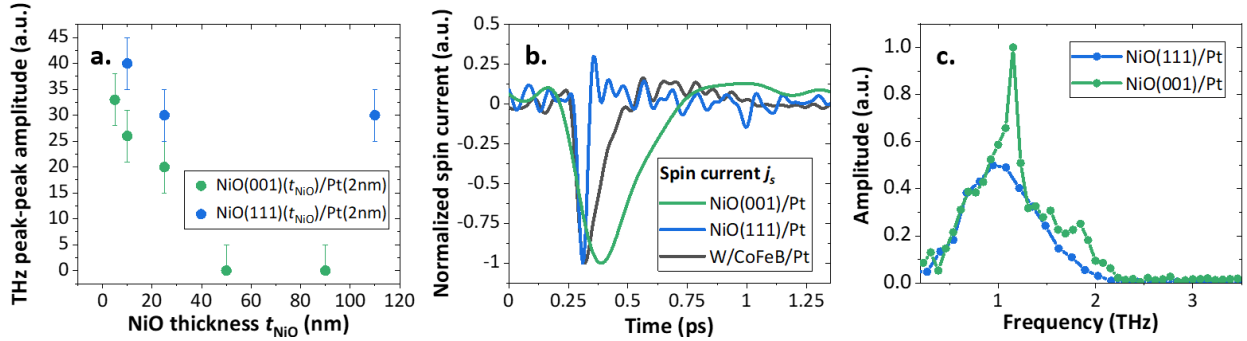 a.
THz peak-peak amplitude (a.u.)
45
40
35
30
25
20
15
10
5
0
NiO(001)(tNiO)/Pt(2nm)
NiO(111)(tNiO)/Pt(2nm)
0 20 40 60 80 100 120
NiO thickness tNiO (nm)
b.
Normalized spin current (a.u.)
0.5
0.25
0
-0.25
-0.5
-0.75
-1
Spin current js
NiO(001)/Pt
NiO(111)/Pt
W/CoFeB/Pt
0 0.25 0.5 0.75 1 1.25
Time (ps)
c.
Amplitude (a.u.)
1.0
0.8
0.6
0.4
0.2
0.0
NiO(111)/Pt
NiO(001)/Pt
1 2 3
Frequency (THz)